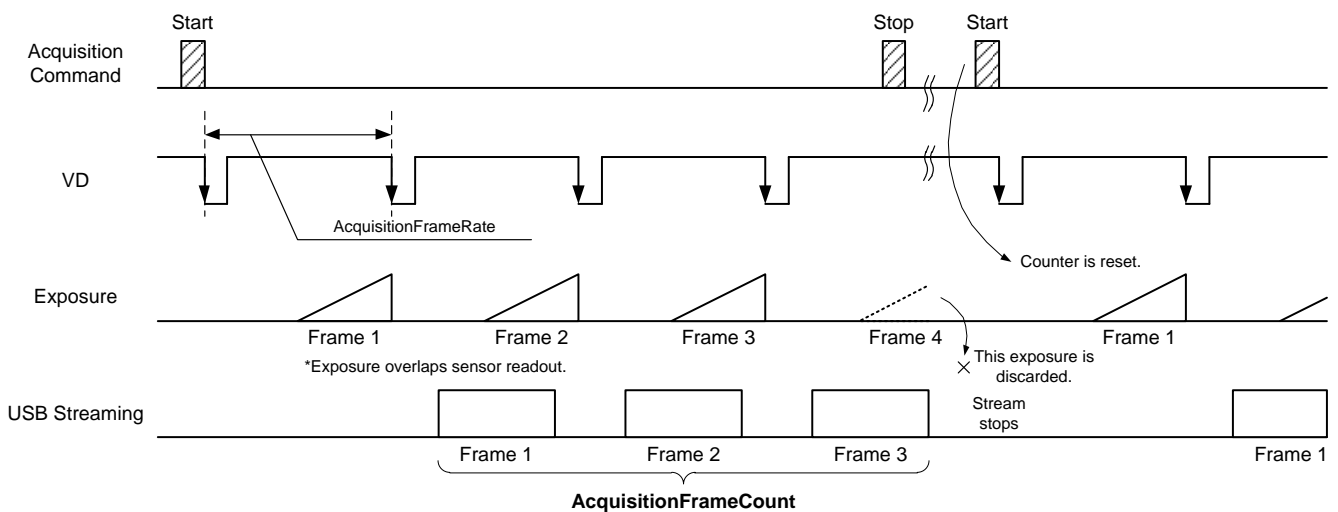 Start
Stop
Start
Acquisition
Command
VD
AcquisitionFrameRate
Counter is reset.
Exposure
Frame 1
Frame 2
Frame 3
Frame 4
Frame 1
*Exposure overlaps sensor readout.
This exposure is
discarded.
USB Streaming
Stream
stops
Frame 1
Frame 2
Frame 3
Frame 1
AcquisitionFrameCount